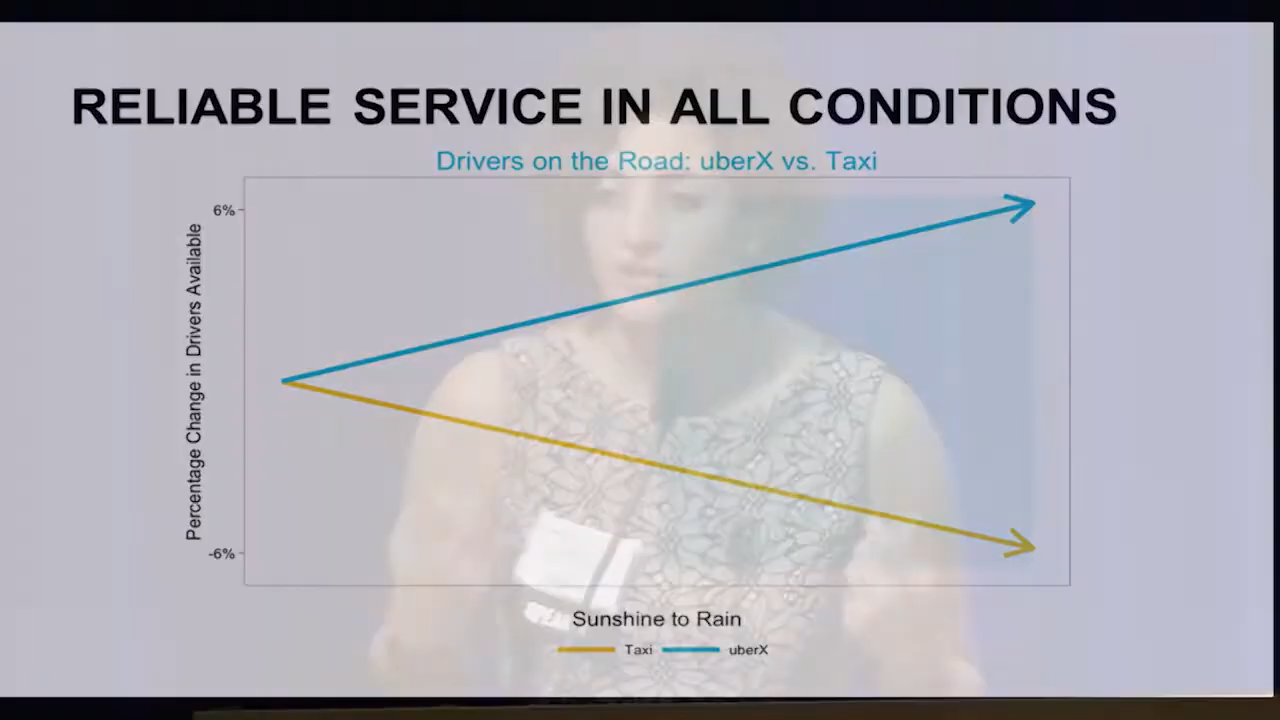 RELIABLE SERVICE IN ALL CONDITIONS
Drivers on the Road: uberX vs. Taxi
6%
Percentage Change in Drivers Available
-6%
Sunshine to Rain
Taxi
uberX